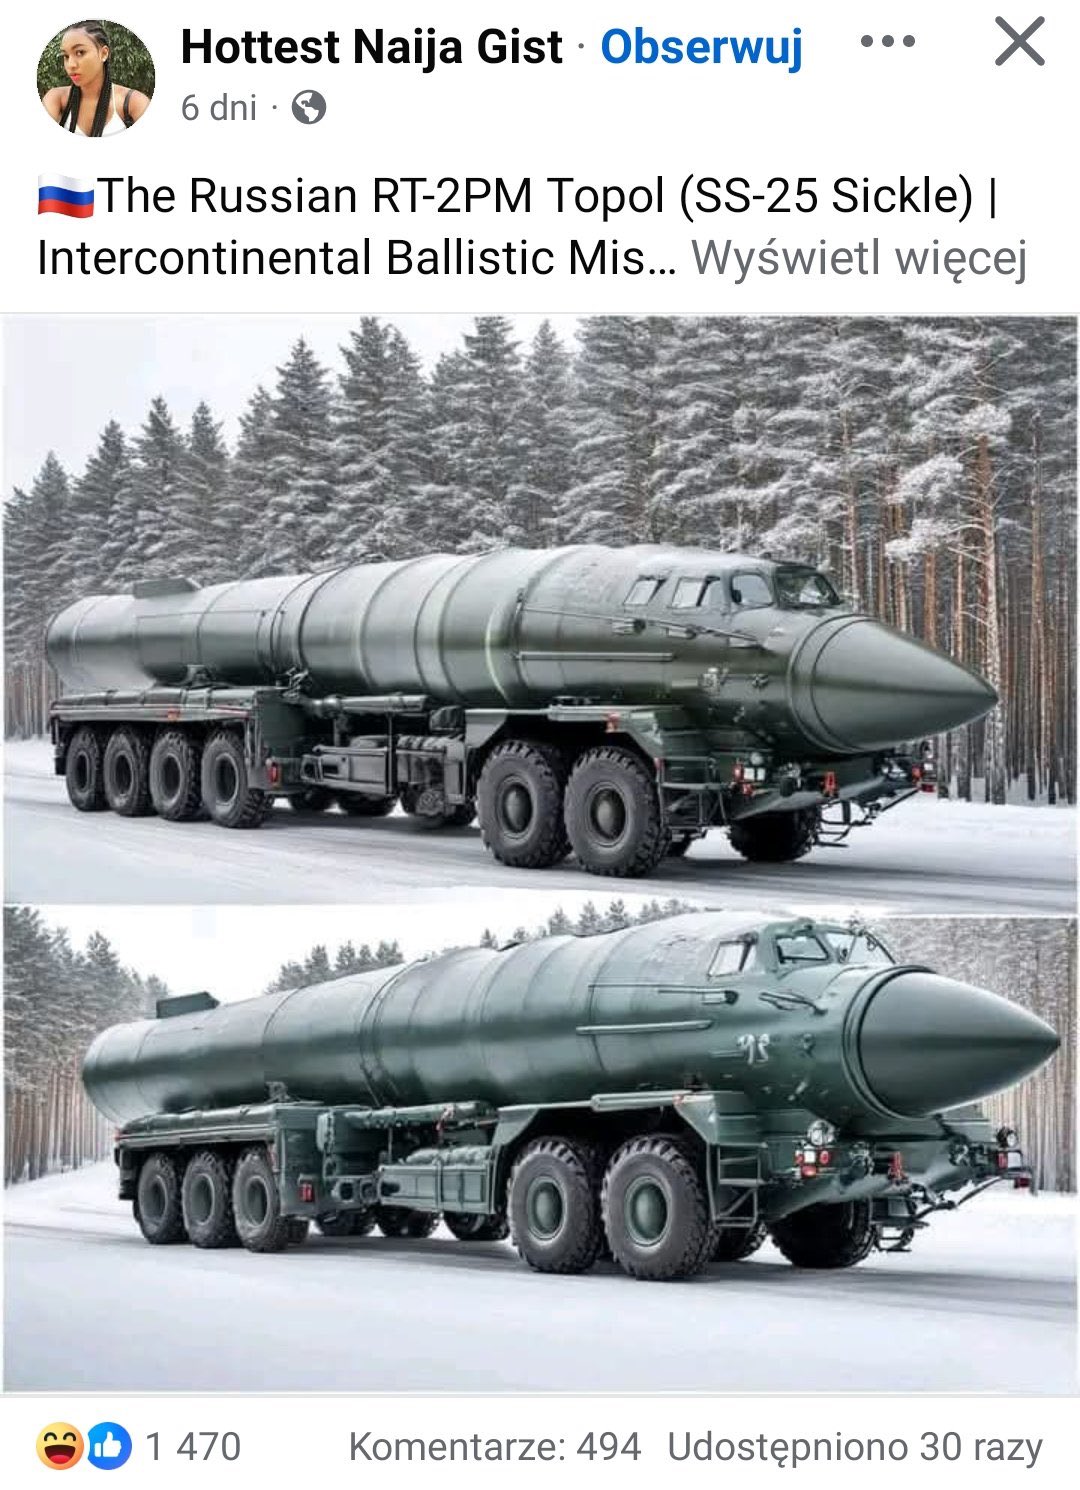 Hottest Naija Gist · Obserwuj
6 dni ·
🇷🇺The Russian RT-2PM Topol (SS-25 Sickle) |
Intercontinental Ballistic Mis... Wyświetl więcej
1 470 Komentarze: 494 Udostępniono 30 razy